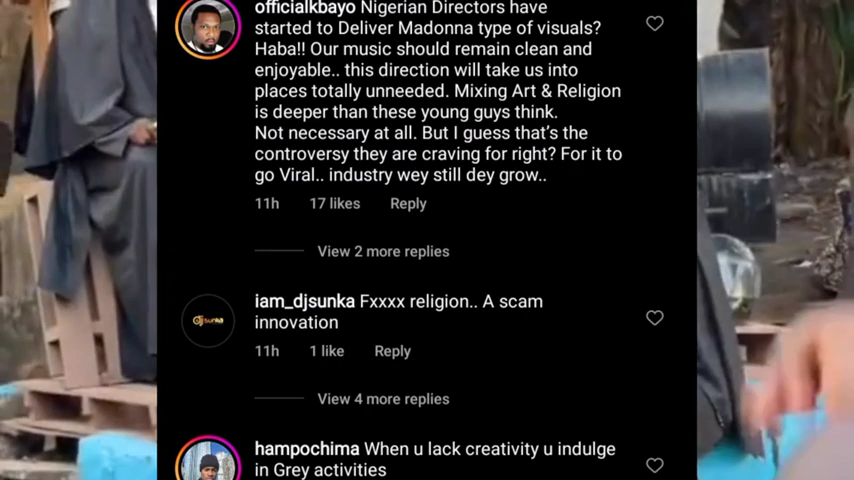 officialkbayo Nigerian Directors have
started to Deliver Madonna type of visuals?
Haba!! Our music should remain clean and
enjoyable.. this direction will take us into
places totally unneeded. Mixing Art & Religion
is deeper than these young guys think.
Not necessary at all. But I guess that's the
controversy they are craving for right? For it to
go Viral.. industry wey still dey grow..
11h 17 likes Reply
View 2 more replies
dj sunka
iam_djsunka Fxxxx religion.. A scam
innovation
11h 1 like Reply
View 4 more replies
hampochima When u lack creativity u indulge
in Grey activities